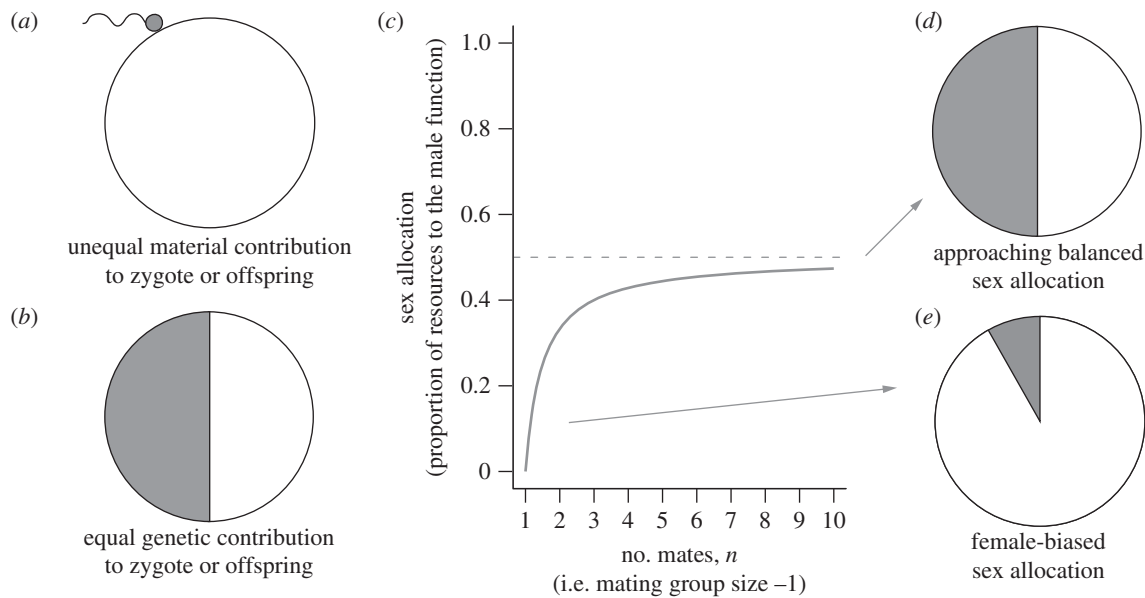 (a)
unequal material contribution
to zygote or offspring
(b)
equal genetic contribution
to zygote or offspring
(c)
sex allocation
(proportion of resources to the male function)
1.0
0.8
0.6
0.4
0.2
0
1 2 3 4 5 6 7 8 9 10
no. mates, n
(i.e. mating group size –1)
(d)
approaching balanced
sex allocation
(e)
female-biased
sex allocation